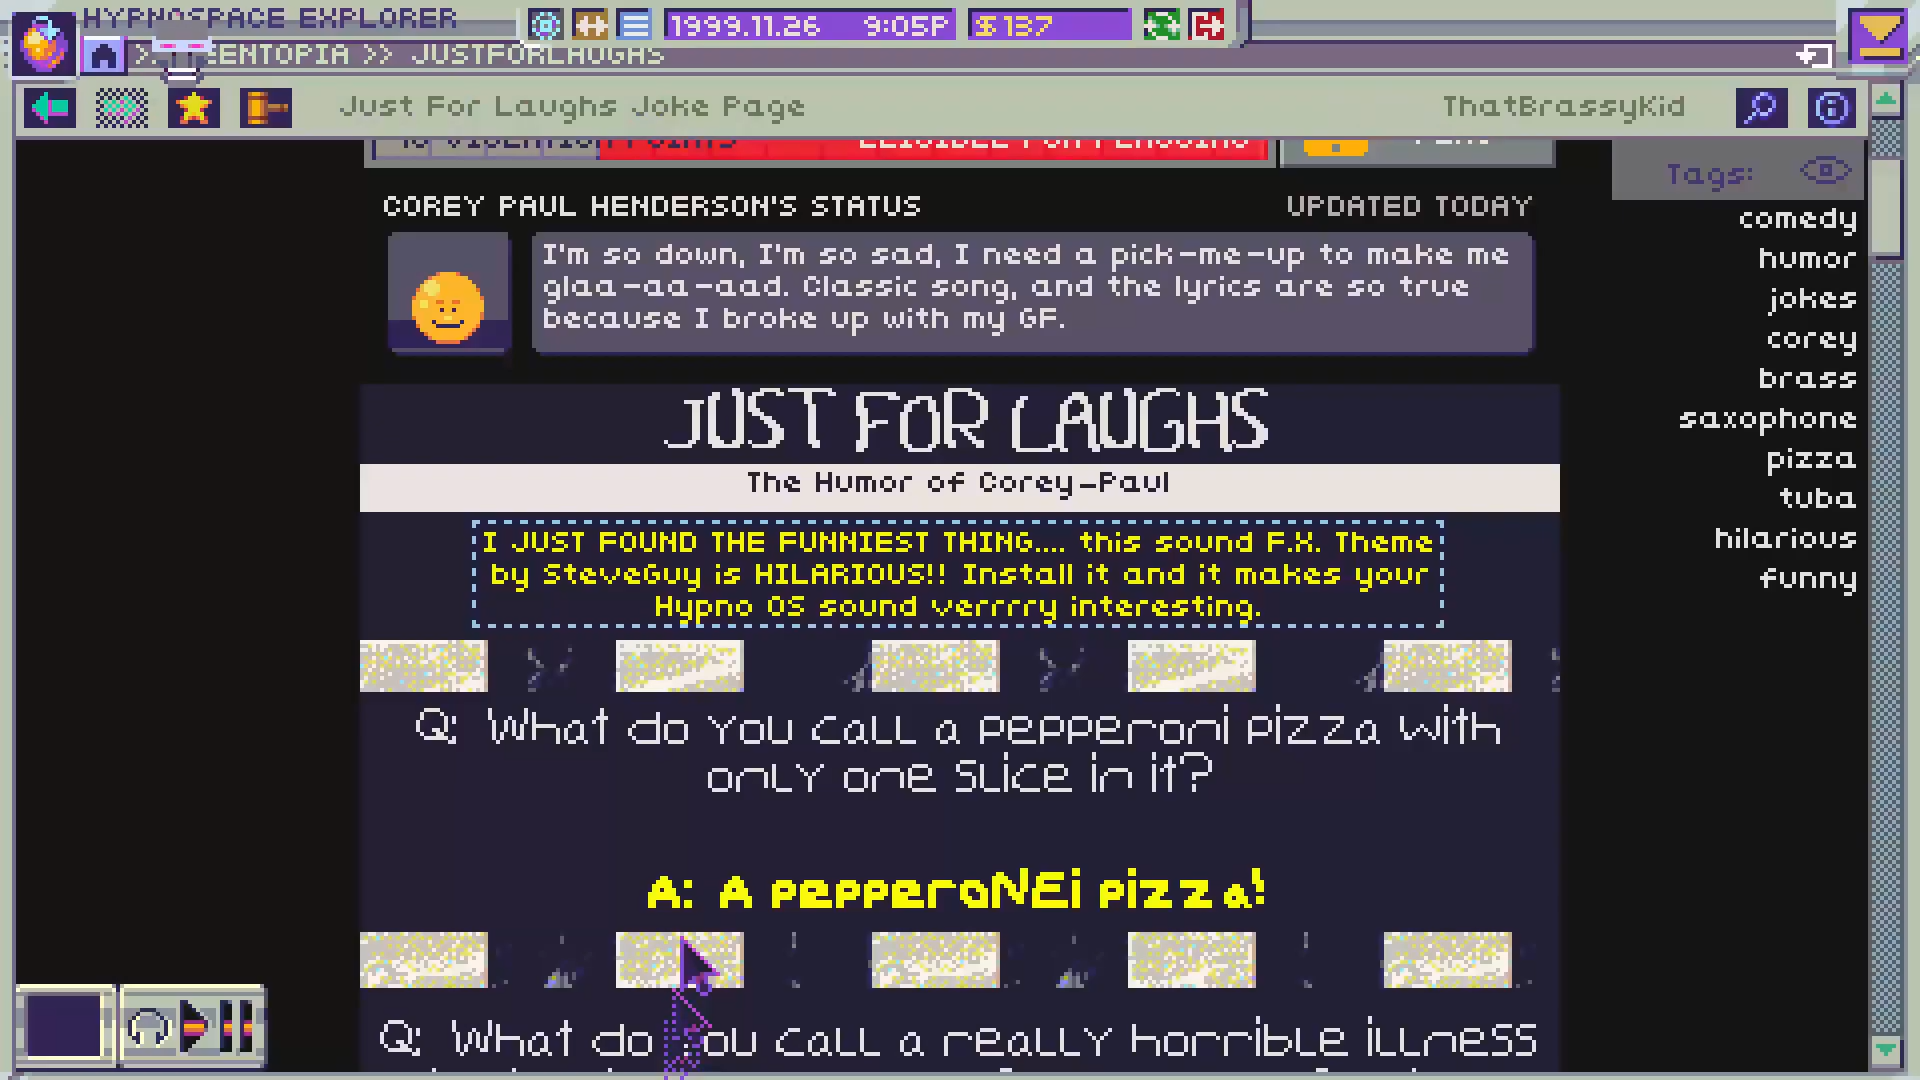 HYPNOSPACE EXPLORER
1999.11.26 9:05P
$137
>> JUSTFORLAUGHS
Just For Laughs Joke Page
ThatBrassyKid
ELIGIBLE FOR
COREY PAUL HENDERSON'S STATUS
UPDATED TODAY
I'm so down, I'm so sad, I need a pick-me-up to make me
glaa-aa-aad. Classic song, and the lyrics are so true
because I broke up with my GF.
JUST FOR LAUGHS
The Humor of Corey-Paul
I JUST FOUND THE FUNNIEST THING.... this sound F.X. Theme
by SteveGuy is HILARIOUS!! Install it and it makes your
Hypno OS sound verrrry interesting.
Q: What do you call a pepperoni pizza with
only one slice in it?
A: A pepperoNEi pizza!
Q: What do you call a really horrible illness
Tags:
comedy
humor
jokes
corey
brass
saxophone
pizza
tuba
hilarious
funny